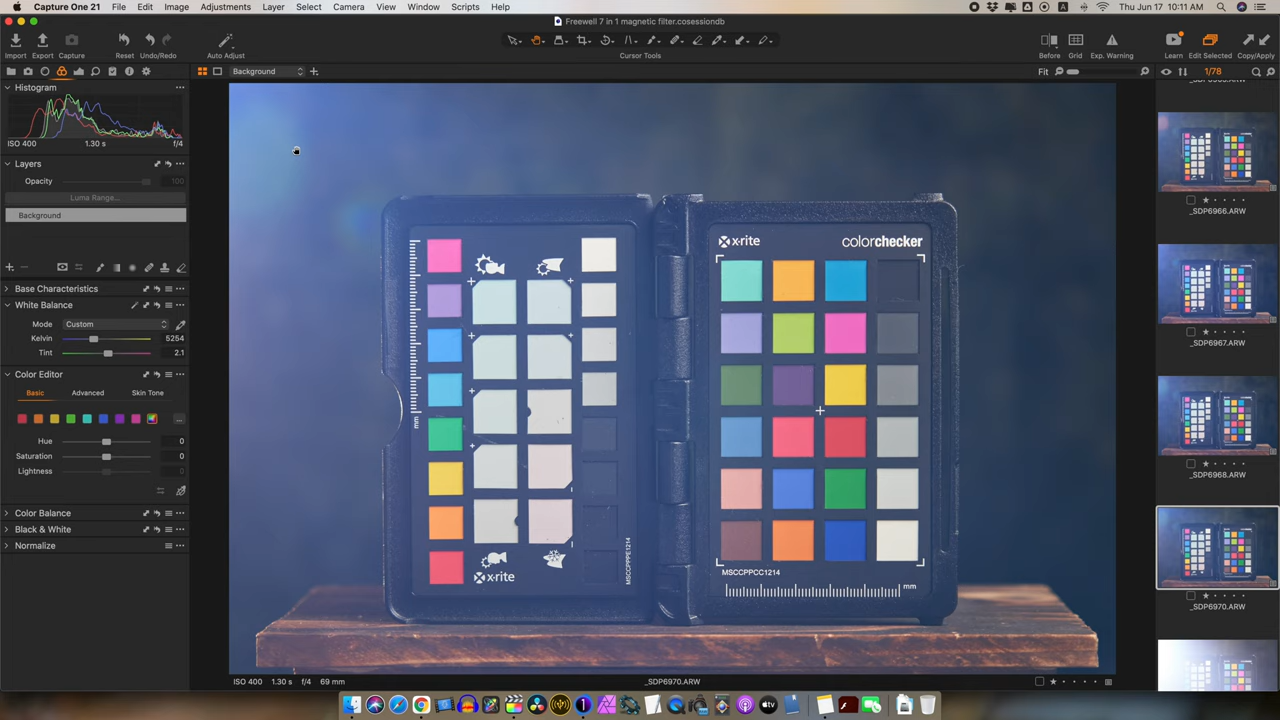 Capture One 21 File Edit Image Adjustments Layer Select Camera View Window Scripts Help Thu Jun 17 10:11 AM
Freewell 7 in 1 magnetic filter.cosessiondb
Import Export Capture Reset Undo/Redo Auto Adjust Cursor Tools Before Grid Exp. Warning Learn Edit Selected Copy/Apply
Background
Fit
1/78
Histogram
ISO 400 1.30 s f/4
Layers
Opacity 100
Luma Range...
Background
Base Characteristics
White Balance
Mode Custom
Kelvin 5254
Tint 2.1
Color Editor
Basic Advanced Skin Tone
Hue 0
Saturation 0
Lightness 0
Color Balance
Black & White
Normalize
mm
x-rite
MSCCPPPE1214
x-rite colorchecker
MSCCPPCC1214
mm
_SDP6966.ARW
_SDP6967.ARW
_SDP6968.ARW
_SDP6970.ARW
ISO 400 1.30 s f/4 69 mm
_SDP6970.ARW